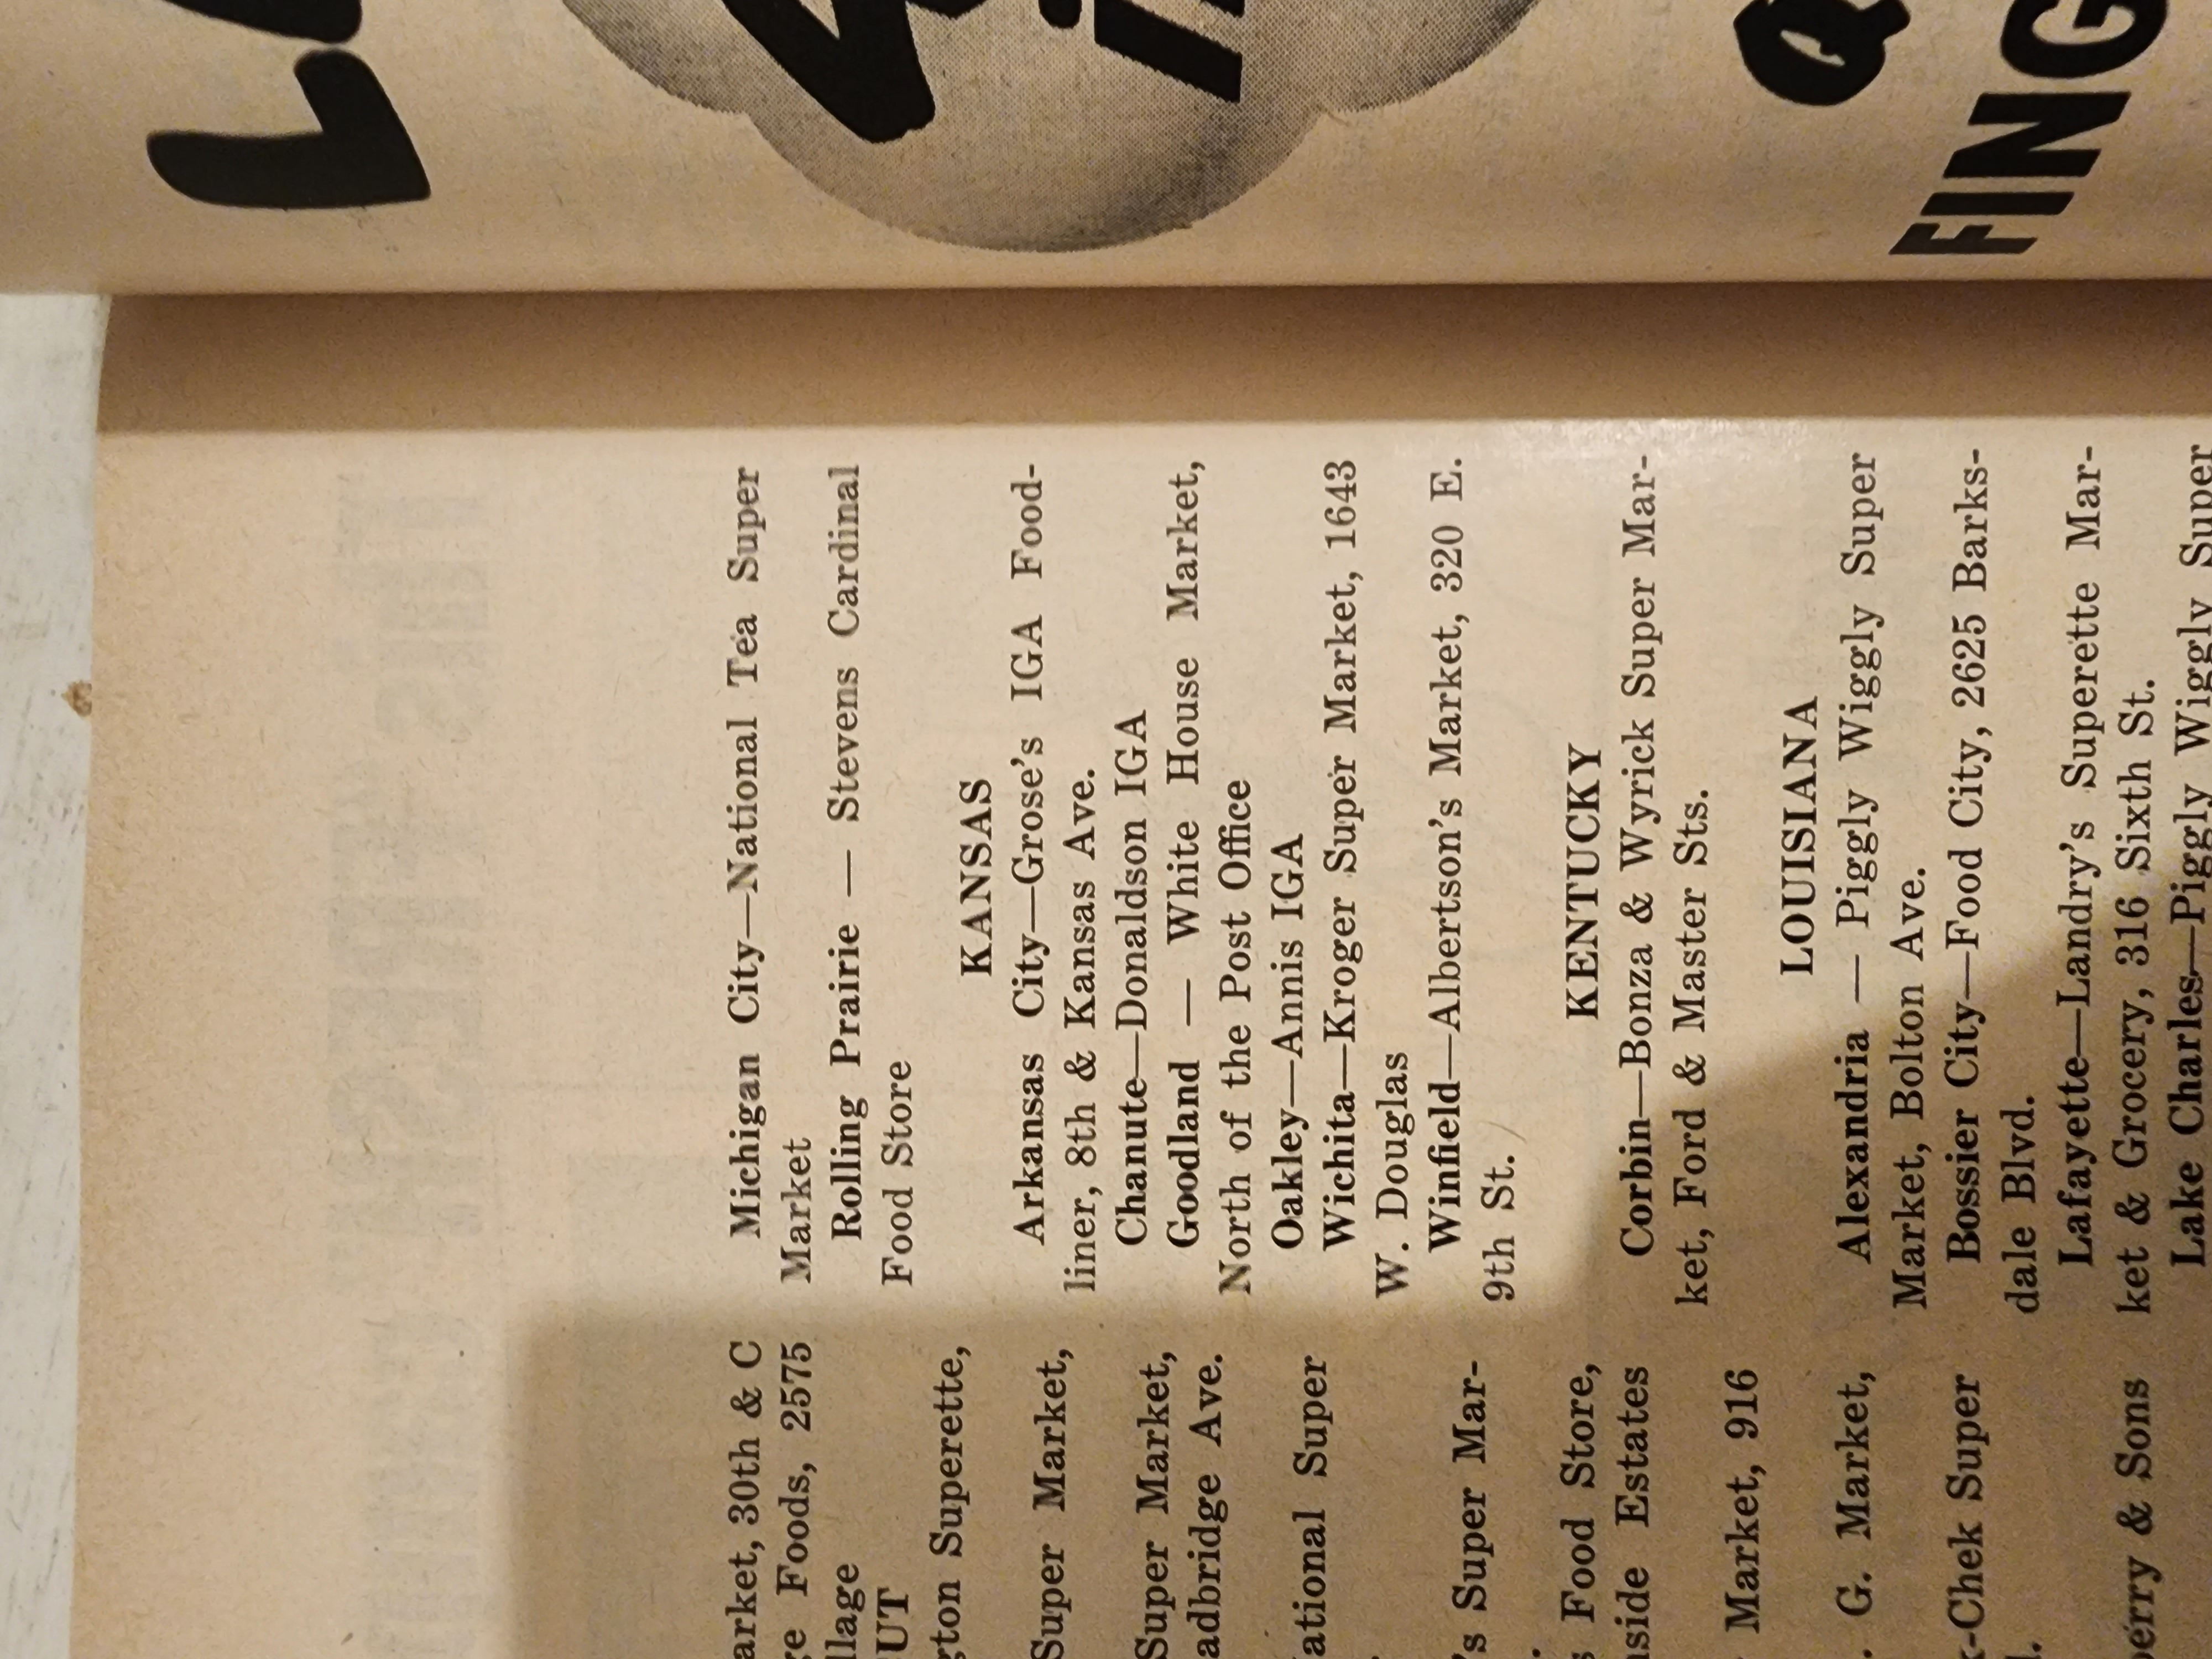 arket, 30th & C
Foods, 2575
llage
UT
gton Superette,
Super Market,
Super Market,
adbridge Ave.
ational Super
's Super Mar-
Food Store,
side Estates
Market, 916
G. Market,
-Chek Super
& Sons
Michigan City—National Tea Super
Market
Rolling Prairie — Stevens Cardinal
Food Store
KANSAS
Arkansas City—Grose's IGA Food-
liner, 8th & Kansas Ave.
Chanute—Donaldson IGA
Goodland — White House Market,
North of the Post Office
Oakley—Annis IGA
Wichita—Kroger Super Market, 1643
W. Douglas
Winfield—Albertson's Market, 320 E.
9th St.
KENTUCKY
Corbin—Bonza & Wyrick Super Mar-
ket, Ford & Master Sts.
LOUISIANA
Alexandria — Piggly Wiggly Super
Market, Bolton Ave.
Bossier City—Food City, 2625 Barks-
dale Blvd.
Lafayette—Landry's Superette Mar-
ket & Grocery, 316 Sixth St.
Lake Charles—Piggly Wiggly Super
FING